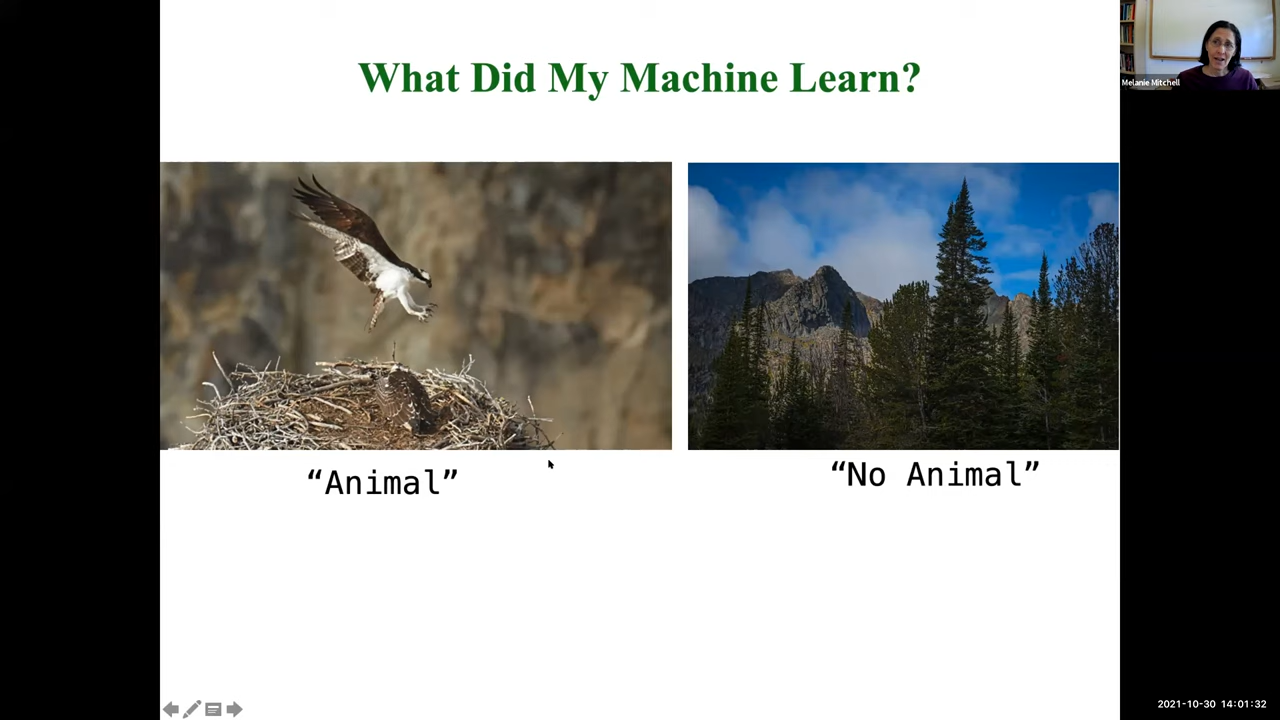 What Did My Machine Learn?
Melanie Mitchell
“Animal”
“No Animal”
2021-10-30 14:01:32